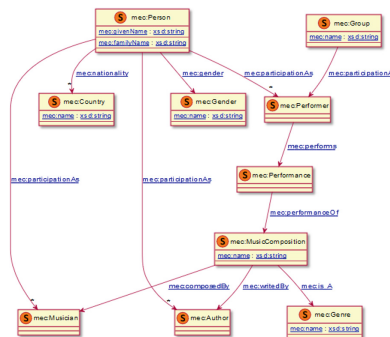 S mec:Person
mec:givenName : xsd:string
mec:familyName : xsd:string
S mec:Group
mec:name : xsd:string
mec:nationality
mec:gender
mec:participationAs
mec:participationA
S mec:Country
mec:name : xsd:string
S mec:Gender
mec:name : xsd:string
S mec:Performer
mec:performs
mec:participationAs
mec:participationAs
S mec:Performance
mec:performanceOf
S mec:MusicComposition
mec:name : xsd:string
mec:composedBy
mec:writedBy
mec:is_A
S mec:Musician
S mec:Author
S mec:Genre
mec:name : xsd:string